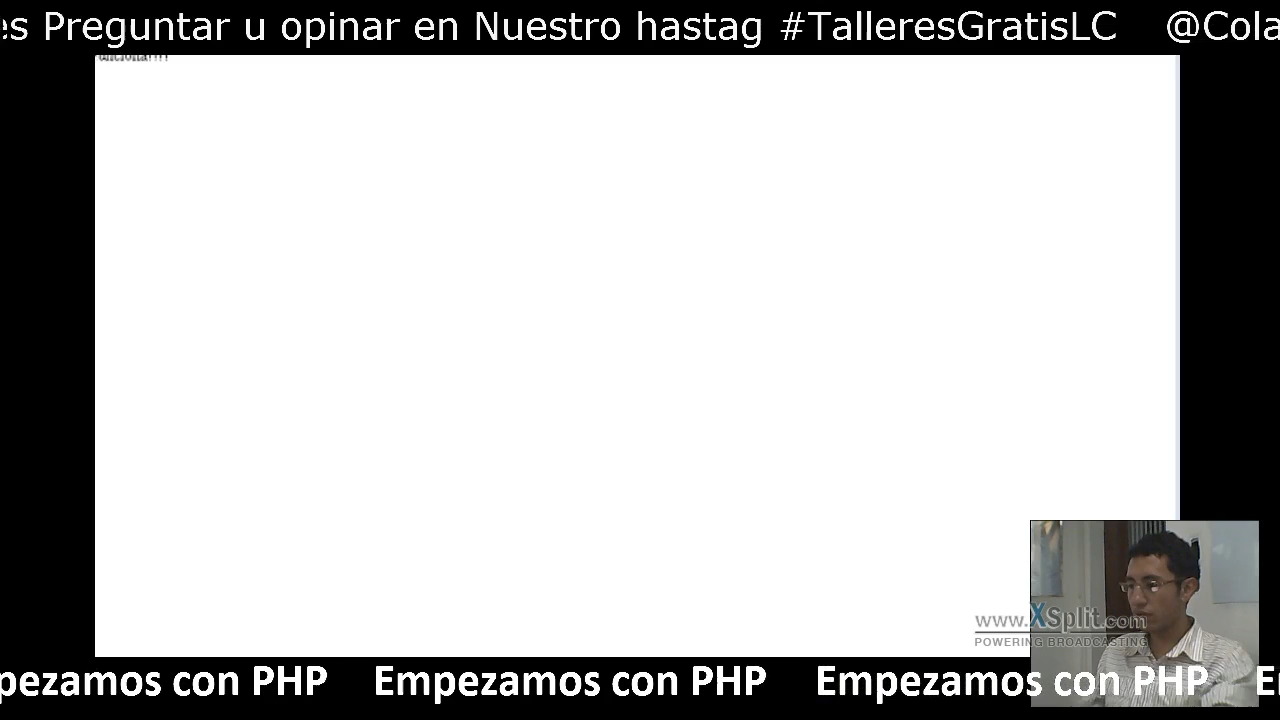 es Preguntar u opinar en Nuestro hastag #TalleresGratisLC @Cola
www.XSplit.com
POWERING BROADCASTING
pezamos con PHP Empezamos con PHP Empezamos con PHP E